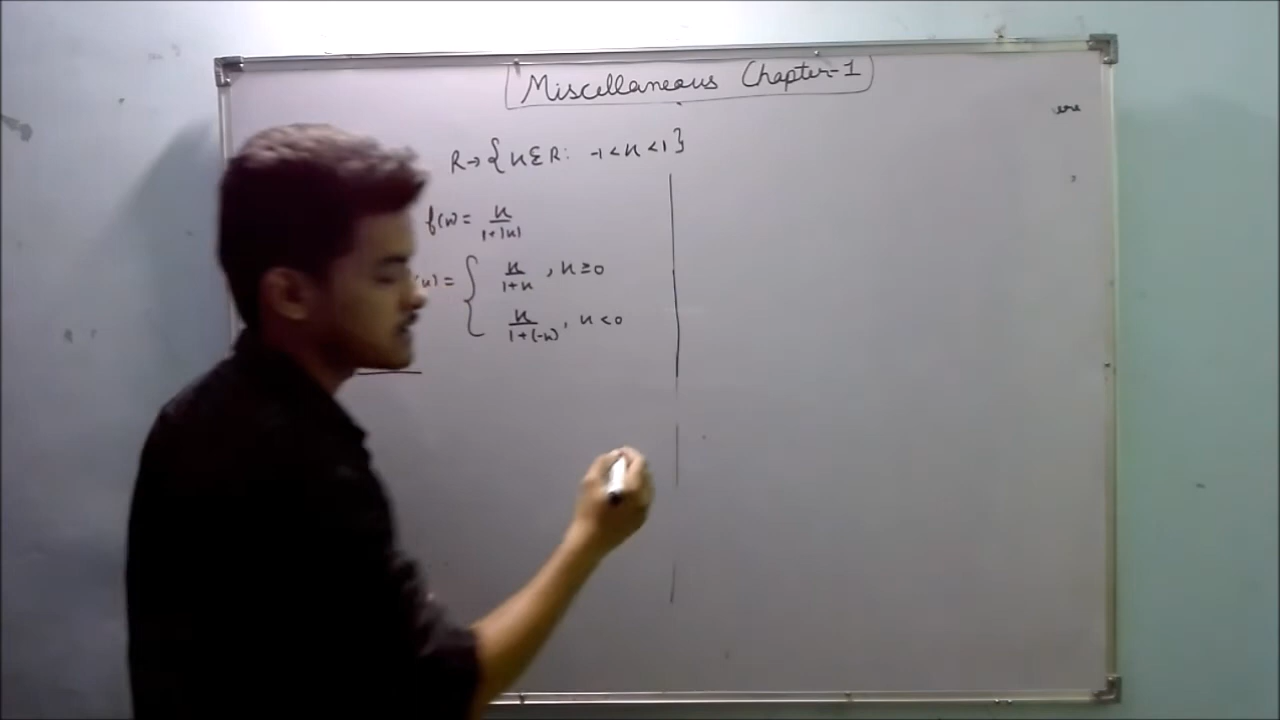 Miscellaneous Chapter-1
R→{x∈R: -1<x<1}
f(x) = x/1+|x|
(x) = { x/1+x , x≥0
x/1+(-x) , x<0